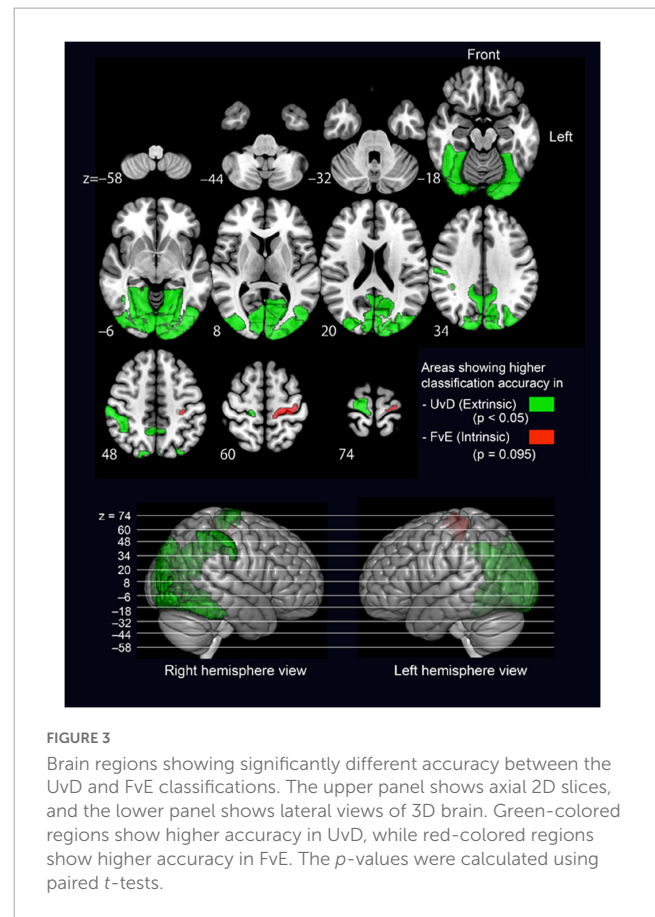 Front
Left
z=−58
−44
−32
−18
−6
8
20
34
Areas showing higher
classification accuracy in
- UvD (Extrinsic)
(p < 0.05)
- FvE (Intrinsic)
(p = 0.095)
48
60
74
z = 74
60
48
34
20
8
−6
−18
−32
−44
−58
Right hemisphere view
Left hemisphere view
FIGURE 3
Brain regions showing significantly different accuracy between the
UvD and FvE classifications. The upper panel shows axial 2D slices,
and the lower panel shows lateral views of 3D brain. Green-colored
regions show higher accuracy in UvD, while red-colored regions
show higher accuracy in FvE. The p-values were calculated using
paired t-tests.